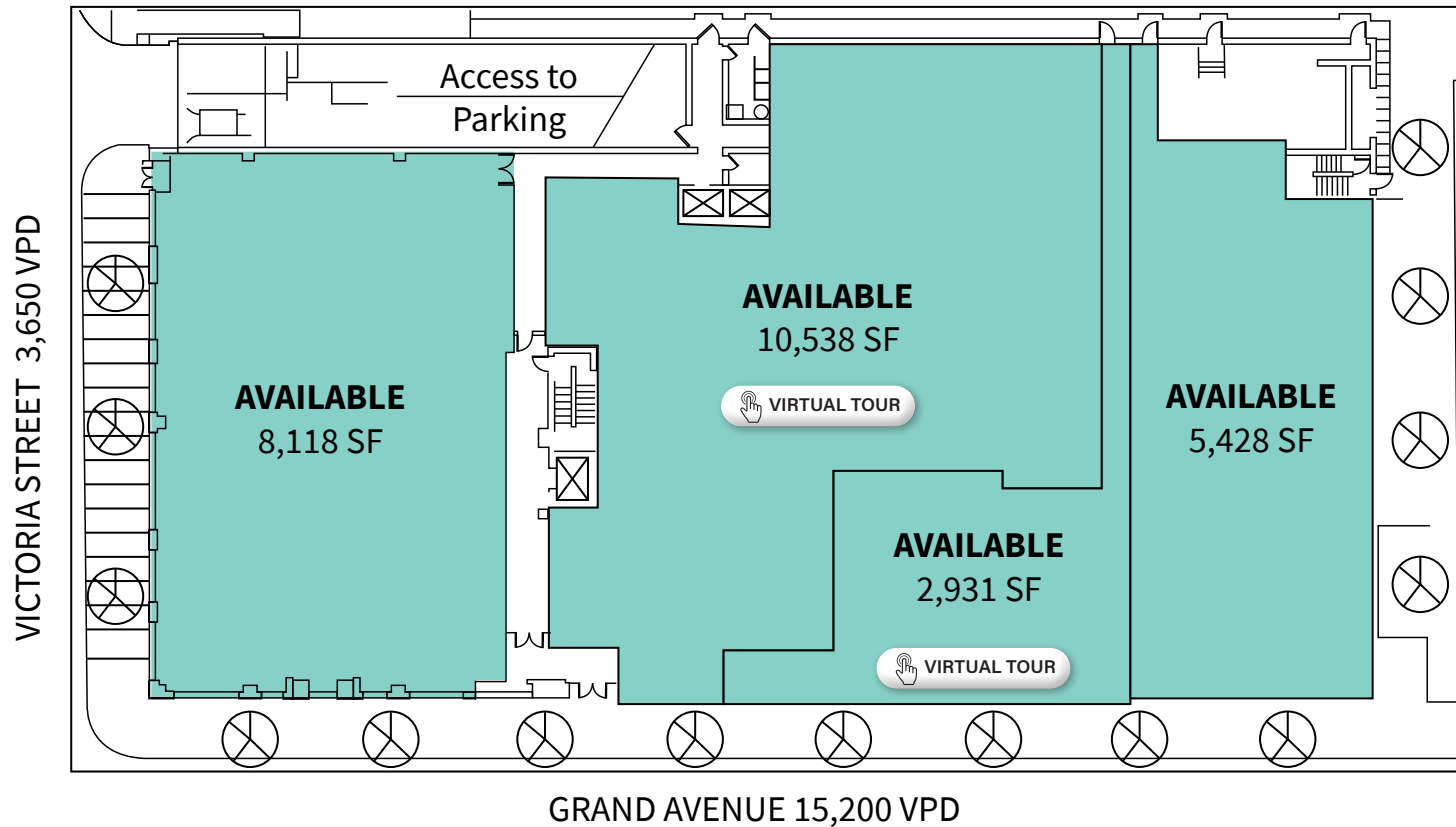 Access to
Parking
VICTORIA STREET 3,650 VPD
AVAILABLE
8,118 SF
AVAILABLE
10,538 SF
VIRTUAL TOUR
AVAILABLE
5,428 SF
AVAILABLE
2,931 SF
VIRTUAL TOUR
GRAND AVENUE 15,200 VPD